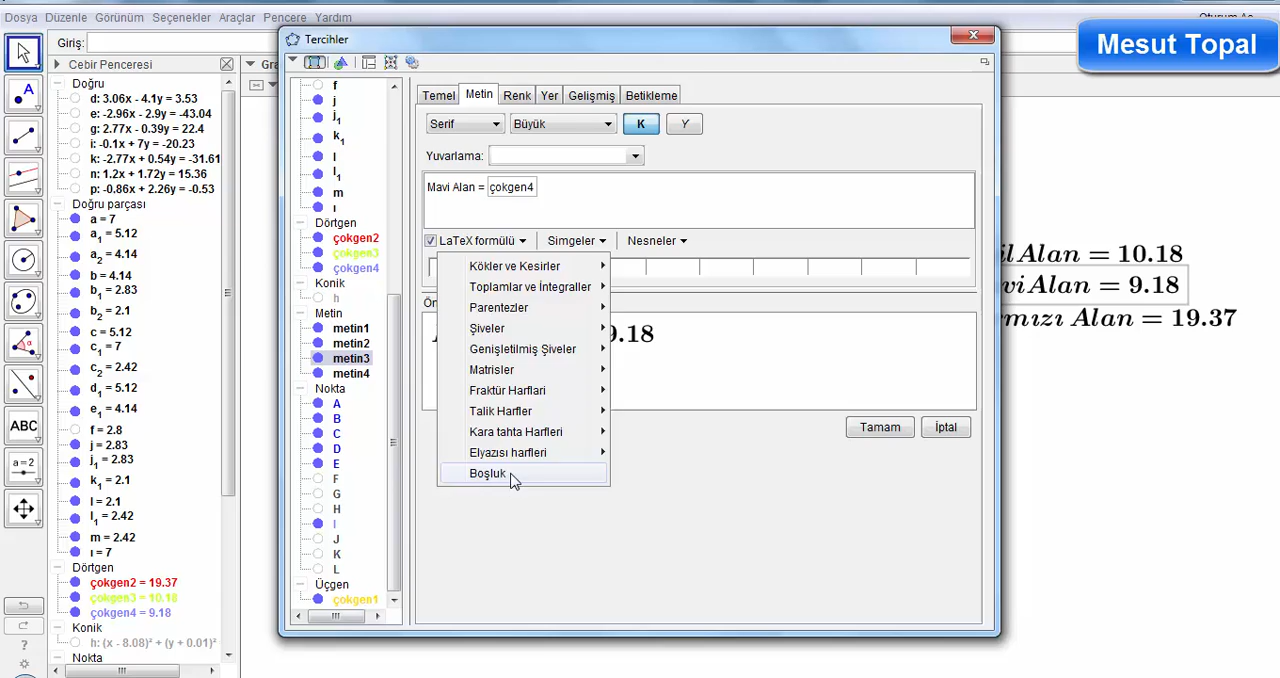 Dosya Düzenle Görünüm Seçenekler Araçlar Pencere Yardım
Mesut Topal
Giriş:
Cebir Penceresi
Doğru
d: 3.06x - 4.1y = 3.53
e: -2.96x - 2.9y = -43.04
g: 2.77x - 0.39y = 22.4
i: -0.1x + 7y = -20.23
k: -2.77x + 0.54y = -31.61
n: 1.2x + 1.72y = 15.36
p: -0.86x + 2.26y = -0.53
Doğru parçası
a = 7
a1 = 5.12
a2 = 4.14
b = 4.14
b1 = 2.83
b2 = 2.1
c = 5.12
c1 = 7
c2 = 2.42
d1 = 5.12
e1 = 4.14
f = 2.8
j = 2.83
j1 = 2.83
k1 = 2.1
l = 2.1
l1 = 2.42
m = 2.42
ı = 7
Dörtgen
çokgen2 = 19.37
çokgen3 = 10.18
çokgen4 = 9.18
Konik
h: (x - 8.08)² + (y + 0.01)²
Nokta
ABC
a=2
?
Tercihler
f
j
j1
k1
l
l1
m
ı
Dörtgen
çokgen2
çokgen3
çokgen4
Konik
h
Metin
metin1
metin2
metin3
metin4
Nokta
A
B
C
D
E
F
G
H
I
J
K
L
Üçgen
çokgen1
Temel Metin Renk Yer Gelişmiş Betikleme
Serif Büyük K Y
Yuvarlama:
Mavi Alan = çokgen4
LaTeX formülü Simgeler Nesneler
Kökler ve Kesirler
Toplamlar ve İntegraller
Parentezler
Şiveler
Genişletilmiş Şiveler
Matrisler
Fraktür Harflari
Talik Harfler
Kara tahta Harfleri
Elyazısı harfleri
Boşluk
9.18
Tamam İptal
il Alan = 10.18
vi Alan = 9.18
rmızı Alan = 19.37